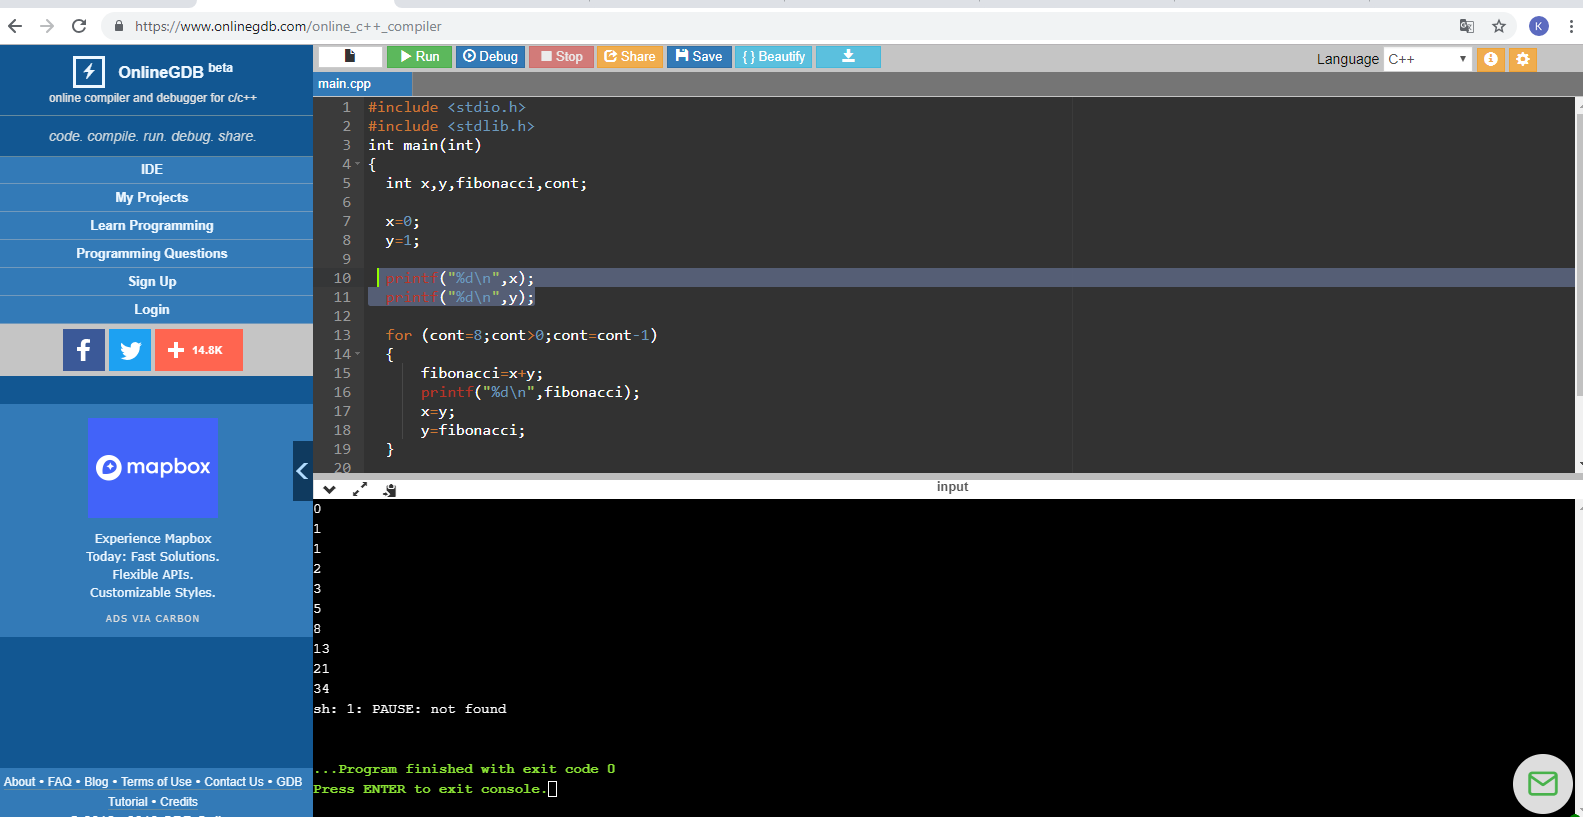 https://www.onlinegdb.com/online_c++_compiler
K
OnlineGDB beta
online compiler and debugger for c/c++
code. compile. run. debug. share.
IDE
My Projects
Learn Programming
Programming Questions
Sign Up
Login
14.8K
mapbox
Experience Mapbox
Today: Fast Solutions.
Flexible APIs.
Customizable Styles.
ADS VIA CARBON
About • FAQ • Blog • Terms of Use • Contact Us • GDB
Tutorial • Credits
Run Debug Stop Share Save { } Beautify
Language C++
main.cpp
1 #include <stdio.h>
2 #include <stdlib.h>
3 int main(int)
4 {
5 int x,y,fibonacci,cont;
6
7 x=0;
8 y=1;
9
10 printf("%d\n",x);
11 printf("%d\n",y);
12
13 for (cont=8;cont>0;cont=cont-1)
14 {
15 fibonacci=x+y;
16 printf("%d\n",fibonacci);
17 x=y;
18 y=fibonacci;
19 }
20
input
0
1
1
2
3
5
8
13
21
34
sh: 1: PAUSE: not found
...Program finished with exit code 0
Press ENTER to exit console.